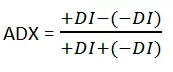 ADX = +DI−(−DI)
+DI+(−DI)